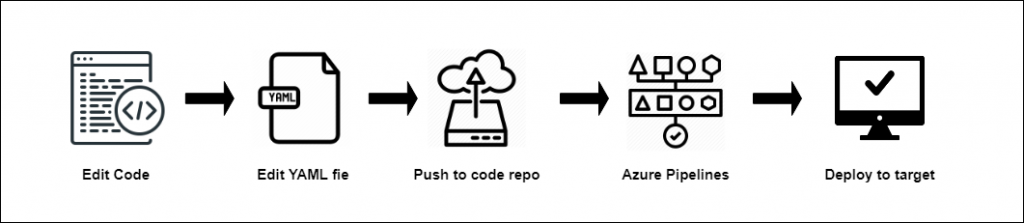 YAML
Edit Code
Edit YAML fie
Push to code repo
Azure Pipelines
Deploy to target